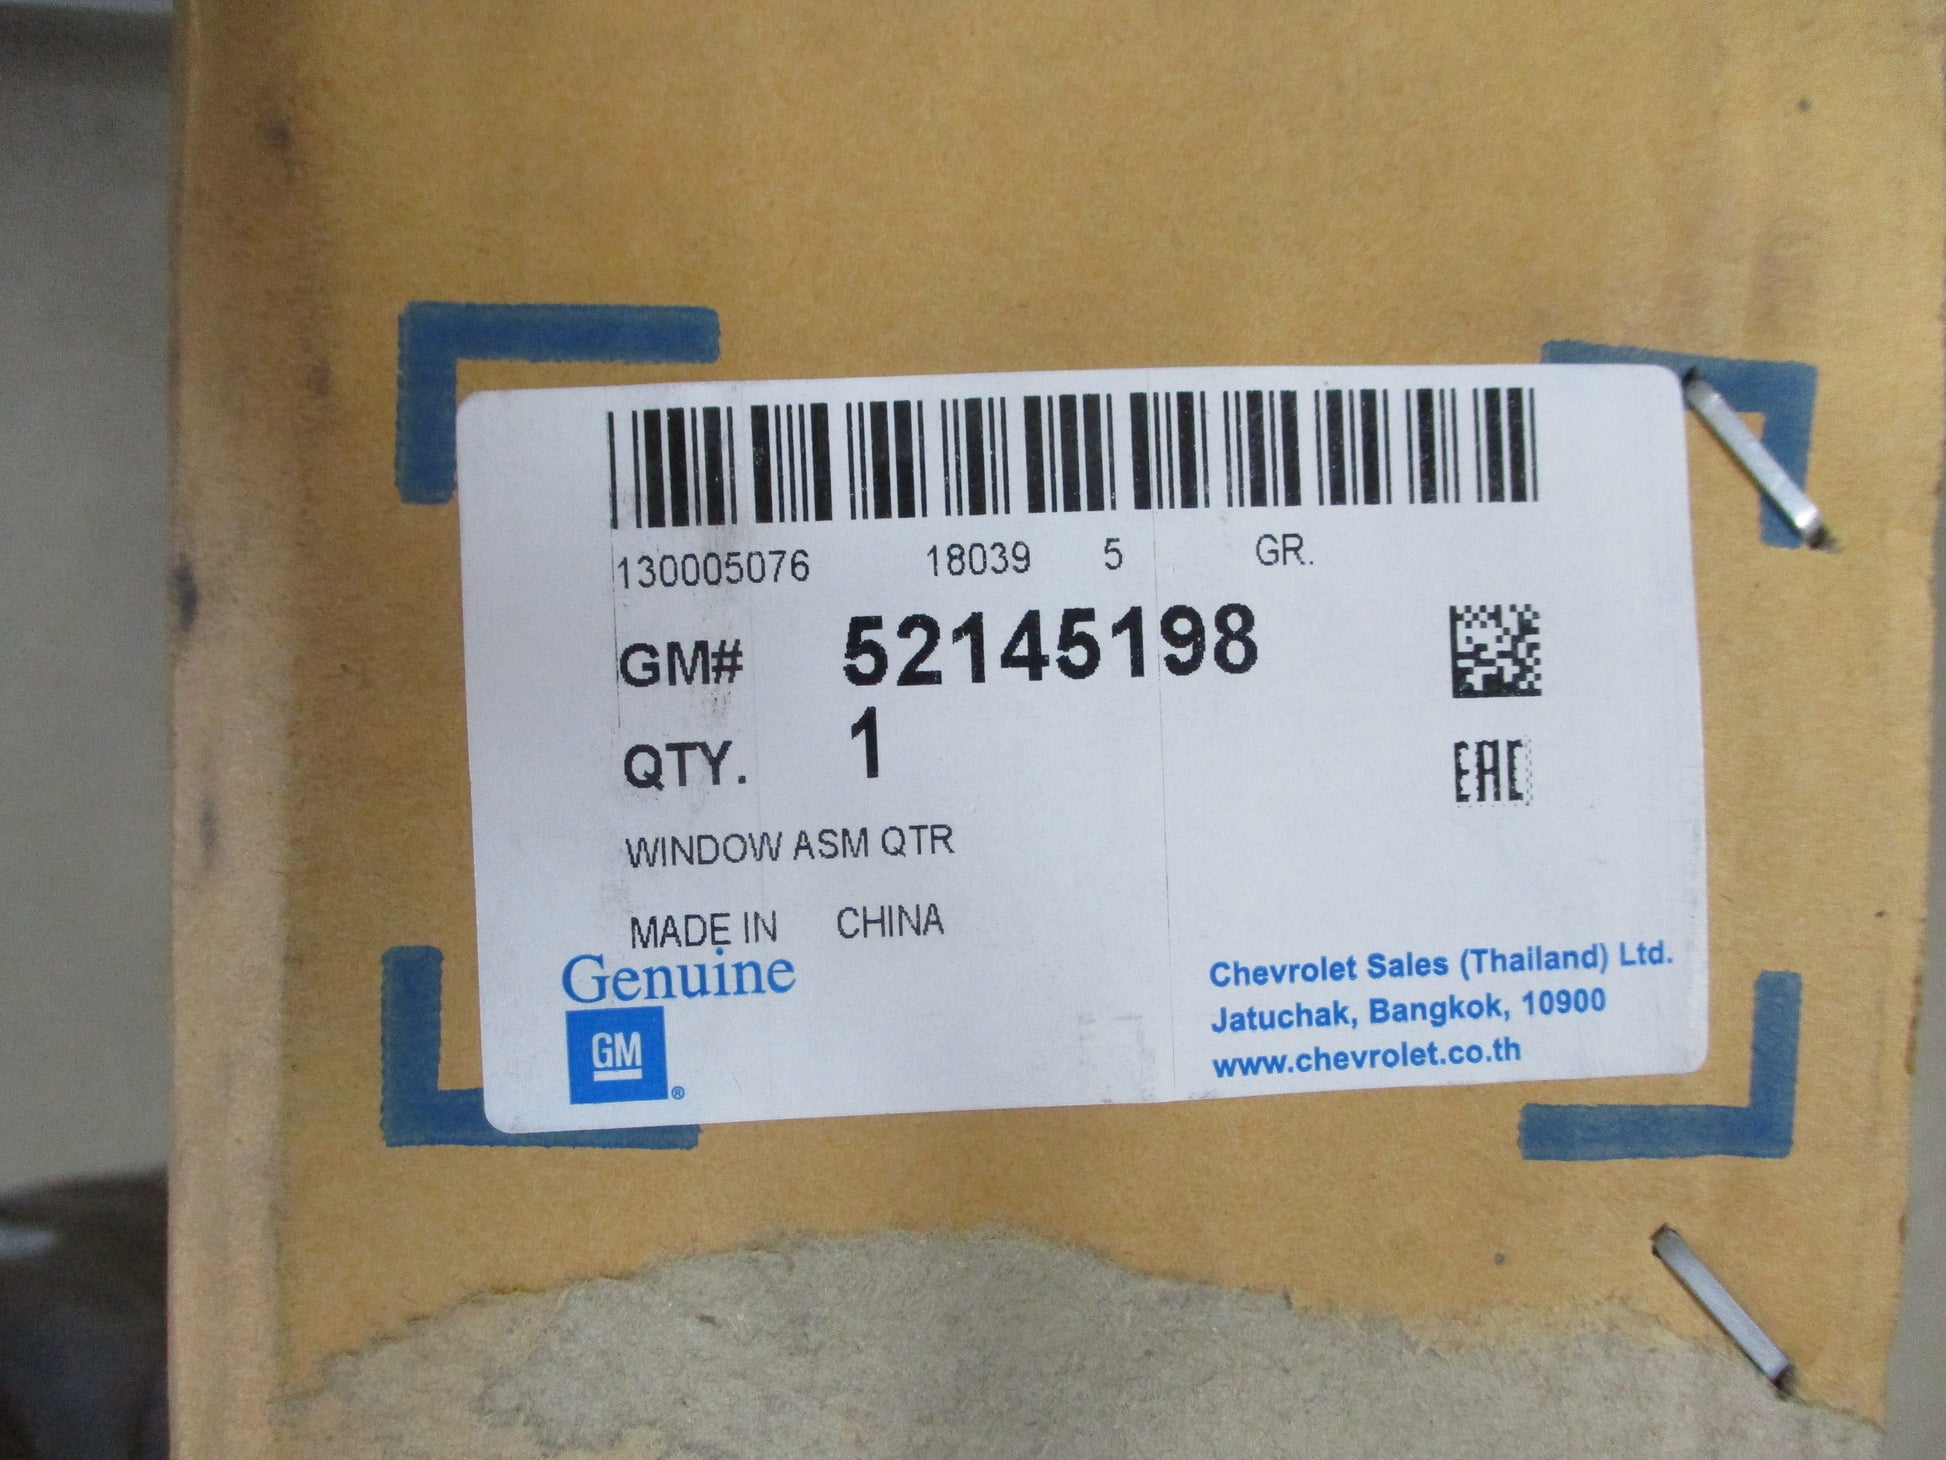 130005076 18039 5 GR.
GM# 52145198
QTY. 1
EAC
WINDOW ASM QTR
MADE IN CHINA
Genuine
GM ®
Chevrolet Sales (Thailand) Ltd.
Jatuchak, Bangkok, 10900
www.chevrolet.co.th